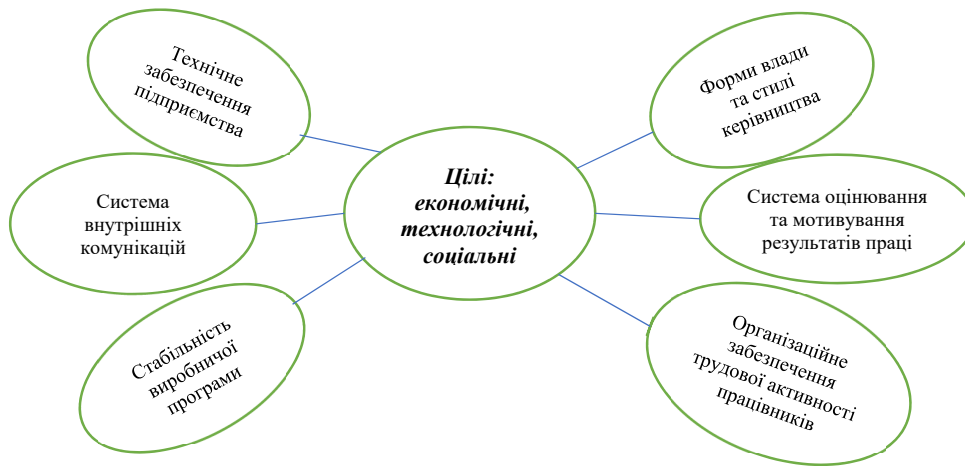 Технічне
забезпечення
підприємства
Форми влади
та стилі
керівництва
Цілі:
економічні,
технологічні,
соціальні
Система
внутрішніх
комунікацій
Система оцінювання
та мотивування
результатів праці
Стабільність
виробничої
програми
Організаційне
забезпечення
трудової активності
працівників